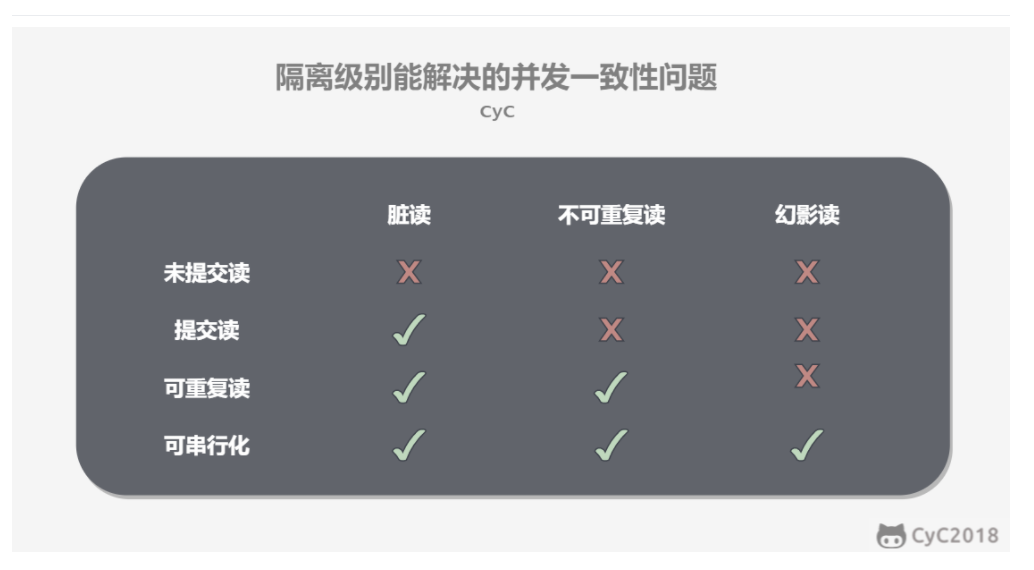 隔离级别能解决的并发一致性问题
CyC
脏读 不可重复读 幻影读
未提交读 X X X
提交读 ✓ X X
可重复读 ✓ ✓ X
可串行化 ✓ ✓ ✓
CyC2018